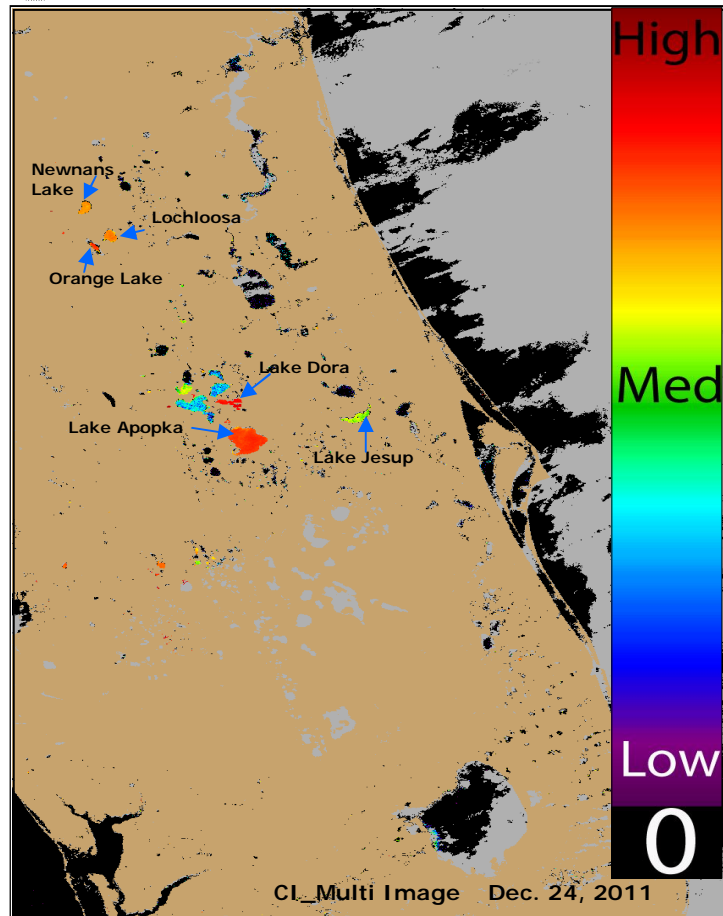 High
Newnans
Lake
Lochloosa
Orange Lake
Lake Dora
Med
Lake Apopka
Lake Jesup
Low
0
CI_Multi Image Dec. 24, 2011